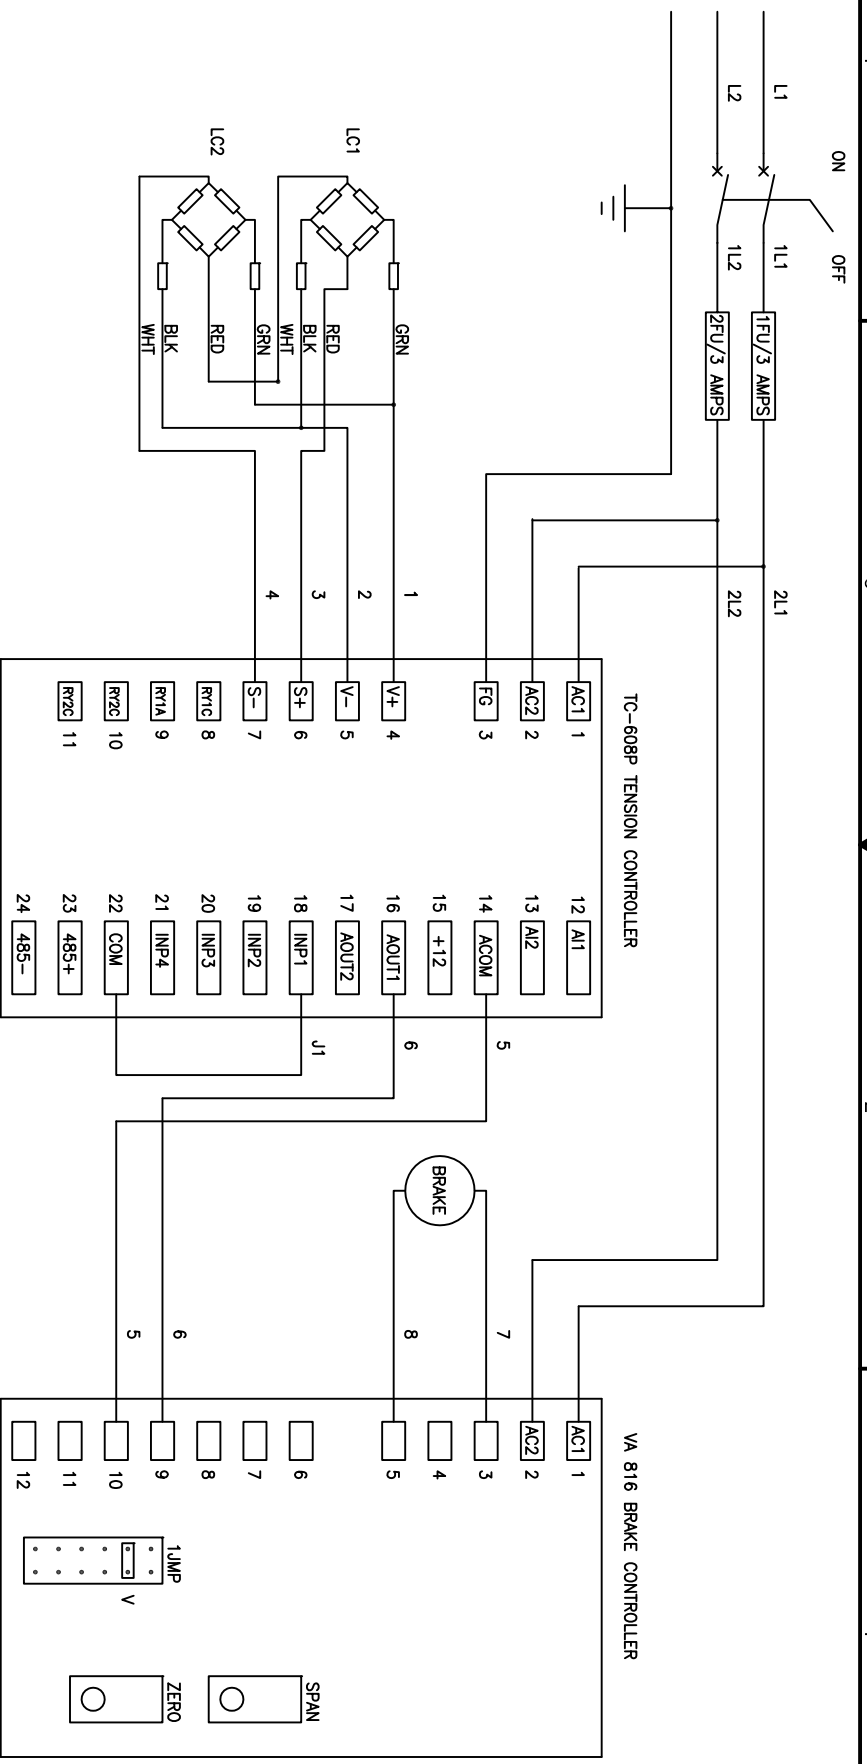 L1
L2
ON
OFF
1L1
1L2
1FU/3 AMPS
2FU/3 AMPS
2L1
2L2
LC1
LC2
GRN
RED
BLK
WHT
GRN
RED
BLK
WHT
1
2
3
4
TC-608P TENSION CONTROLLER
AC1 1
AC2 2
FG 3
V+ 4
V- 5
S+ 6
S- 7
RY1C 8
RY1A 9
RY2C 10
RY2C 11
12 AI1
13 AI2
14 ACOM
15 +12
16 AOUT1
17 AOUT2
18 INP1
19 INP2
20 INP3
21 INP4
22 COM
23 485+
24 485-
5
6
J1
BRAKE
7
8
6
5
VA 816 BRAKE CONTROLLER
AC1 1
AC2 2
3
4
5
6
7
8
9
10
11
12
1JMP
V
SPAN
ZERO